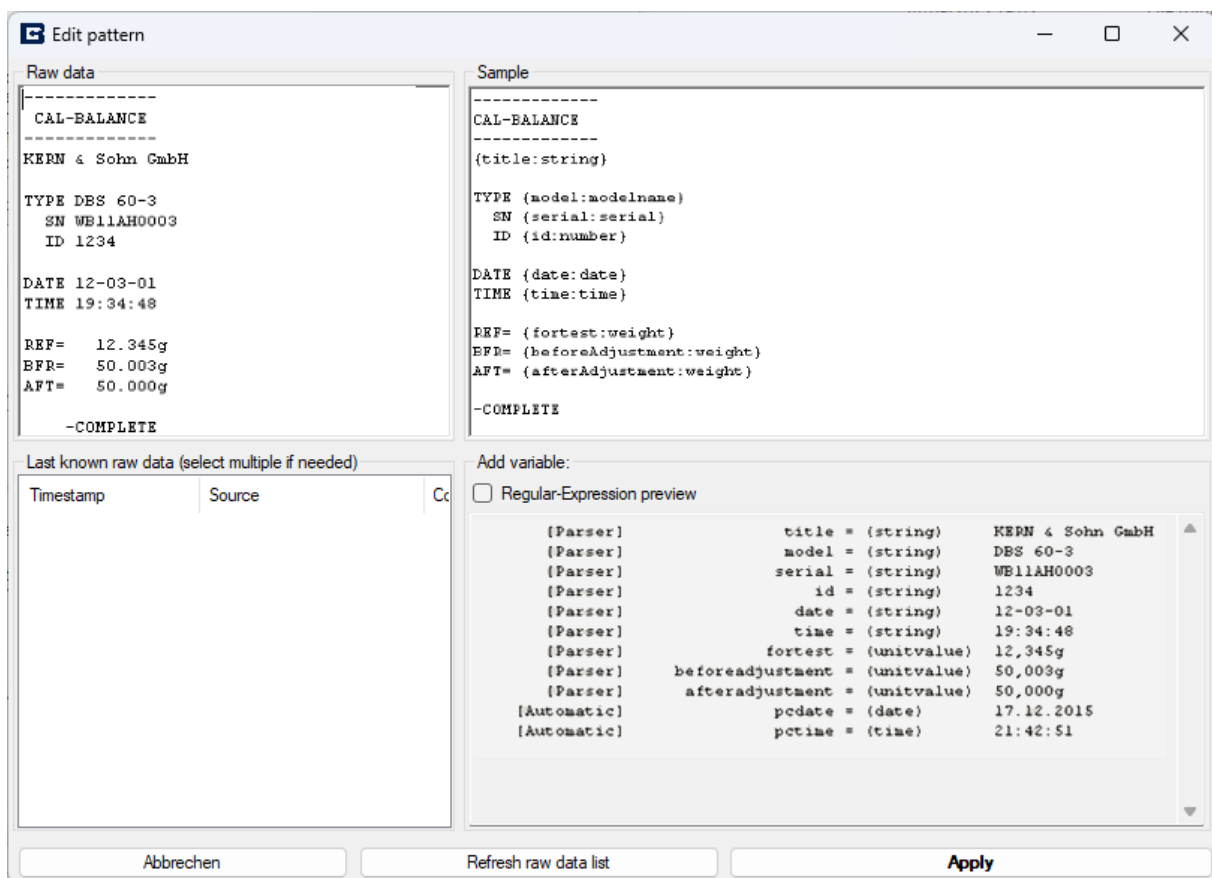 Edit pattern
Raw data
-------------
CAL-BALANCE
-------------
KERN & Sohn GmbH
TYPE DBS 60-3
SN WB11AH0003
ID 1234
DATE 12-03-01
TIME 19:34:48
REF= 12.345g
BFR= 50.003g
AFT= 50.000g
-COMPLETE
Sample
-------------
CAL-BALANCE
-------------
{title:string}
TYPE {model:modelname}
SN {serial:serial}
ID {id:number}
DATE {date:date}
TIME {time:time}
REF= {fortest:weight}
BFR= {beforeAdjustment:weight}
AFT= {afterAdjustment:weight}
-COMPLETE
Last known raw data (select multiple if needed)
Timestamp Source Co
Add variable:
Regular-Expression preview
[Parser] title = (string) KERN & Sohn GmbH
[Parser] model = (string) DBS 60-3
[Parser] serial = (string) WB11AH0003
[Parser] id = (string) 1234
[Parser] date = (string) 12-03-01
[Parser] time = (string) 19:34:48
[Parser] fortest = (unitvalue) 12,345g
[Parser] beforeadjustment = (unitvalue) 50,003g
[Parser] afteradjustment = (unitvalue) 50,000g
[Automatic] pcdate = (date) 17.12.2015
[Automatic] pctime = (time) 21:42:51
Abbrechen Refresh raw data list Apply